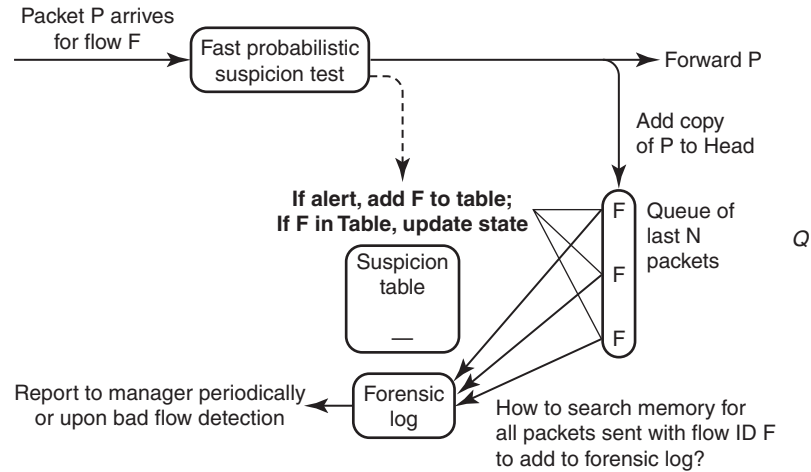 Packet P arrives
for flow F
Fast probabilistic
suspicion test
Forward P
Add copy
of P to Head
If alert, add F to table;
If F in Table, update state
F
Queue of
last N
packets
Q
F
F
Suspicion
table
Report to manager periodically
or upon bad flow detection
Forensic
log
How to search memory for
all packets sent with flow ID F
to add to forensic log?